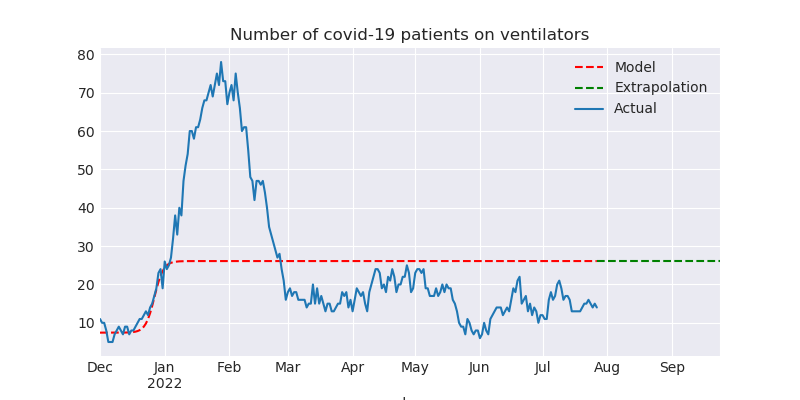 Number of covid-19 patients on ventilators
80
70
60
50
40
30
20
10
Model
Extrapolation
Actual
Dec Jan Feb Mar Apr May Jun Jul Aug Sep
2022